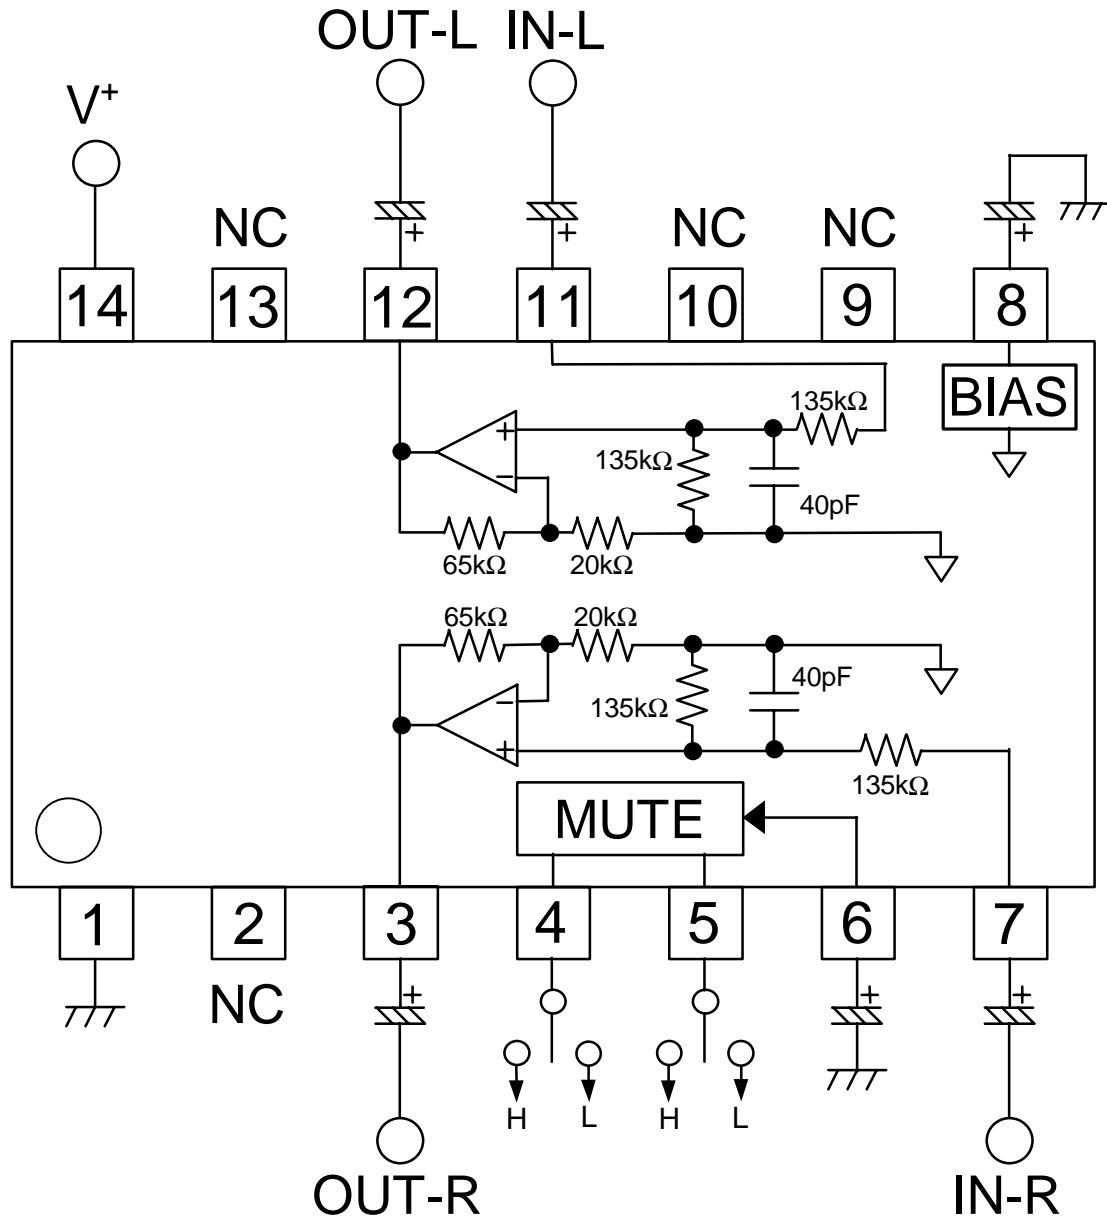 OUT-L IN-L
V+
NC NC NC
+ + +
14 13 12 11 10 9 8
BIAS
135kΩ
+
135kΩ
−
40pF
65kΩ 20kΩ
65kΩ 20kΩ
40pF
−
135kΩ
+
135kΩ
MUTE
1 2 3 4 5 6 7
NC
+ + +
H L H L
OUT-R IN-R